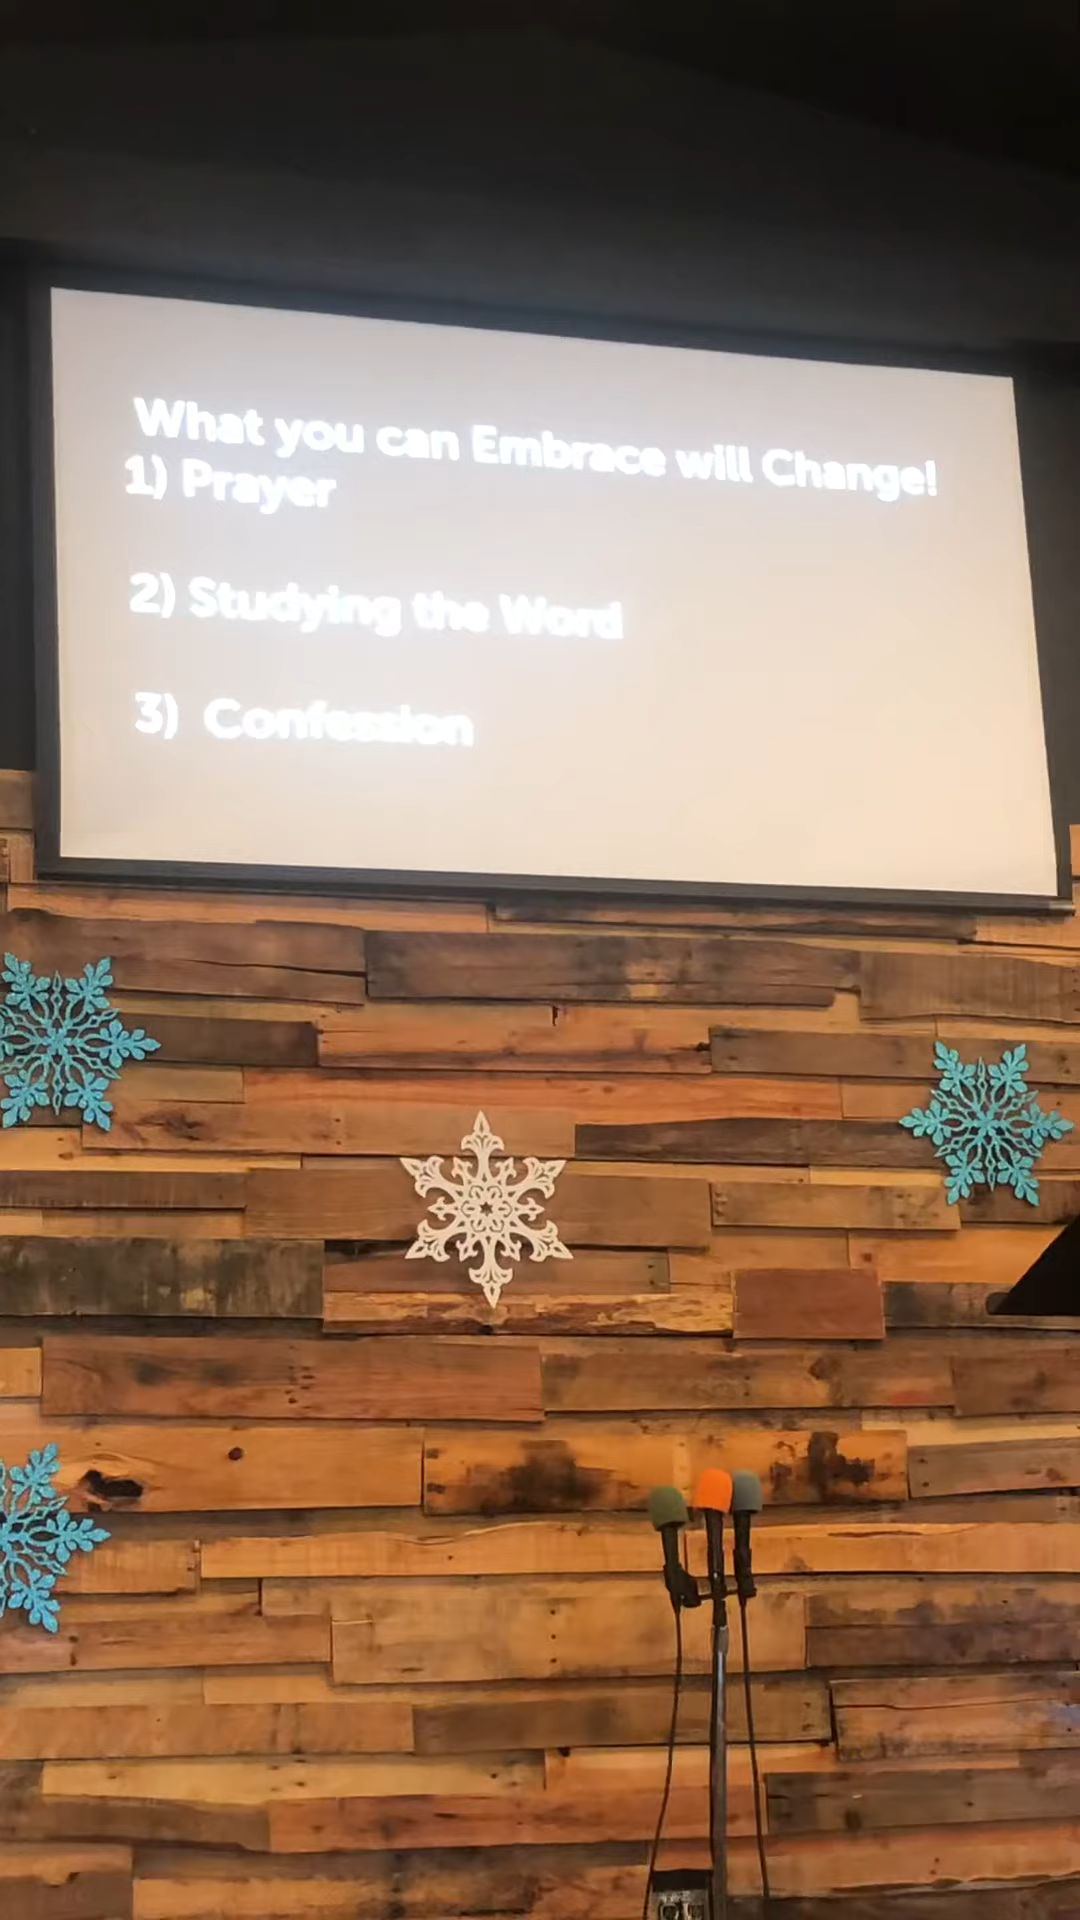 What you can Embrace will Change!
1) Prayer
2) Studying the Word
3) Confession